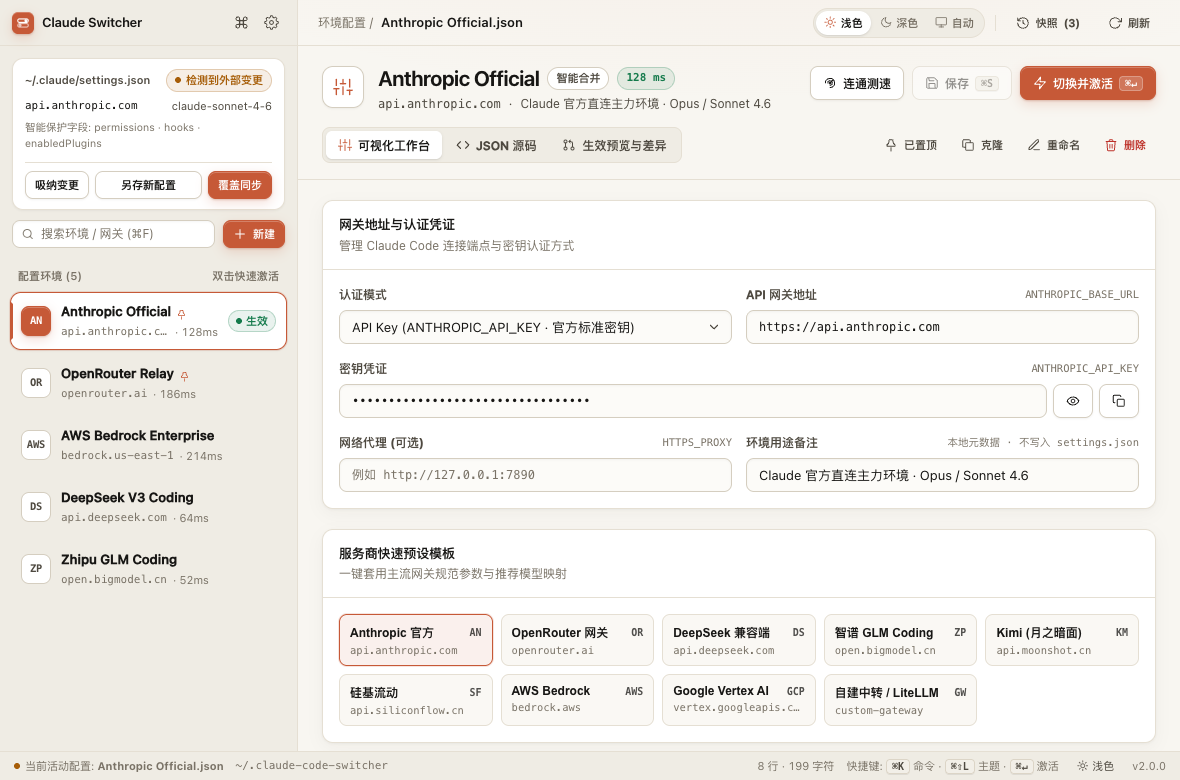 Claude Switcher
环境配置 / Anthropic Official.json
浅色 深色 自动
快照 (3) 刷新
~/.claude/settings.json 检测到外部变更
api.anthropic.com claude-sonnet-4-6
智能保护字段: permissions · hooks ·
enabledPlugins
吸纳变更 另存新配置 覆盖同步
搜索环境 / 网关 (⌘F) 新建
配置环境 (5) 双击快速激活
AN Anthropic Official
api.anthropic.c… · 128ms 生效
OR OpenRouter Relay
openrouter.ai · 186ms
AWS AWS Bedrock Enterprise
bedrock.us-east-1 · 214ms
DS DeepSeek V3 Coding
api.deepseek.com · 64ms
ZP Zhipu GLM Coding
open.bigmodel.cn · 52ms
Anthropic Official 智能合并 128 ms
api.anthropic.com · Claude 官方直连主力环境 · Opus / Sonnet 4.6
连通测速 保存 ⌘S 切换并激活 ⌘↵
可视化工作台 JSON 源码 生效预览与差异
已置顶 克隆 重命名 删除
网关地址与认证凭证
管理 Claude Code 连接端点与密钥认证方式
认证模式
API Key (ANTHROPIC_API_KEY · 官方标准密钥)
API 网关地址 ANTHROPIC_BASE_URL
https://api.anthropic.com
密钥凭证 ANTHROPIC_API_KEY
••••••••••••••••••••••••••••••••
网络代理 (可选) HTTPS_PROXY
例如 http://127.0.0.1:7890
环境用途备注 本地元数据 · 不写入 settings.json
Claude 官方直连主力环境 · Opus / Sonnet 4.6
服务商快速预设模板
一键套用主流网关规范参数与推荐模型映射
Anthropic 官方 AN
api.anthropic.com
OpenRouter 网关 OR
openrouter.ai
DeepSeek 兼容端 DS
api.deepseek.com
智谱 GLM Coding ZP
open.bigmodel.cn
Kimi (月之暗面) KM
api.moonshot.cn
硅基流动 SF
api.siliconflow.cn
AWS Bedrock AWS
bedrock.aws
Google Vertex AI GCP
vertex.googleapis.c…
自建中转 / LiteLLM GW
custom-gateway
当前活动配置: Anthropic Official.json ~/.claude-code-switcher
8 行 · 199 字符 快捷键: ⌘K 命令 · ⌘⇧L 主题 · ⌘↵ 激活 浅色 v2.0.0